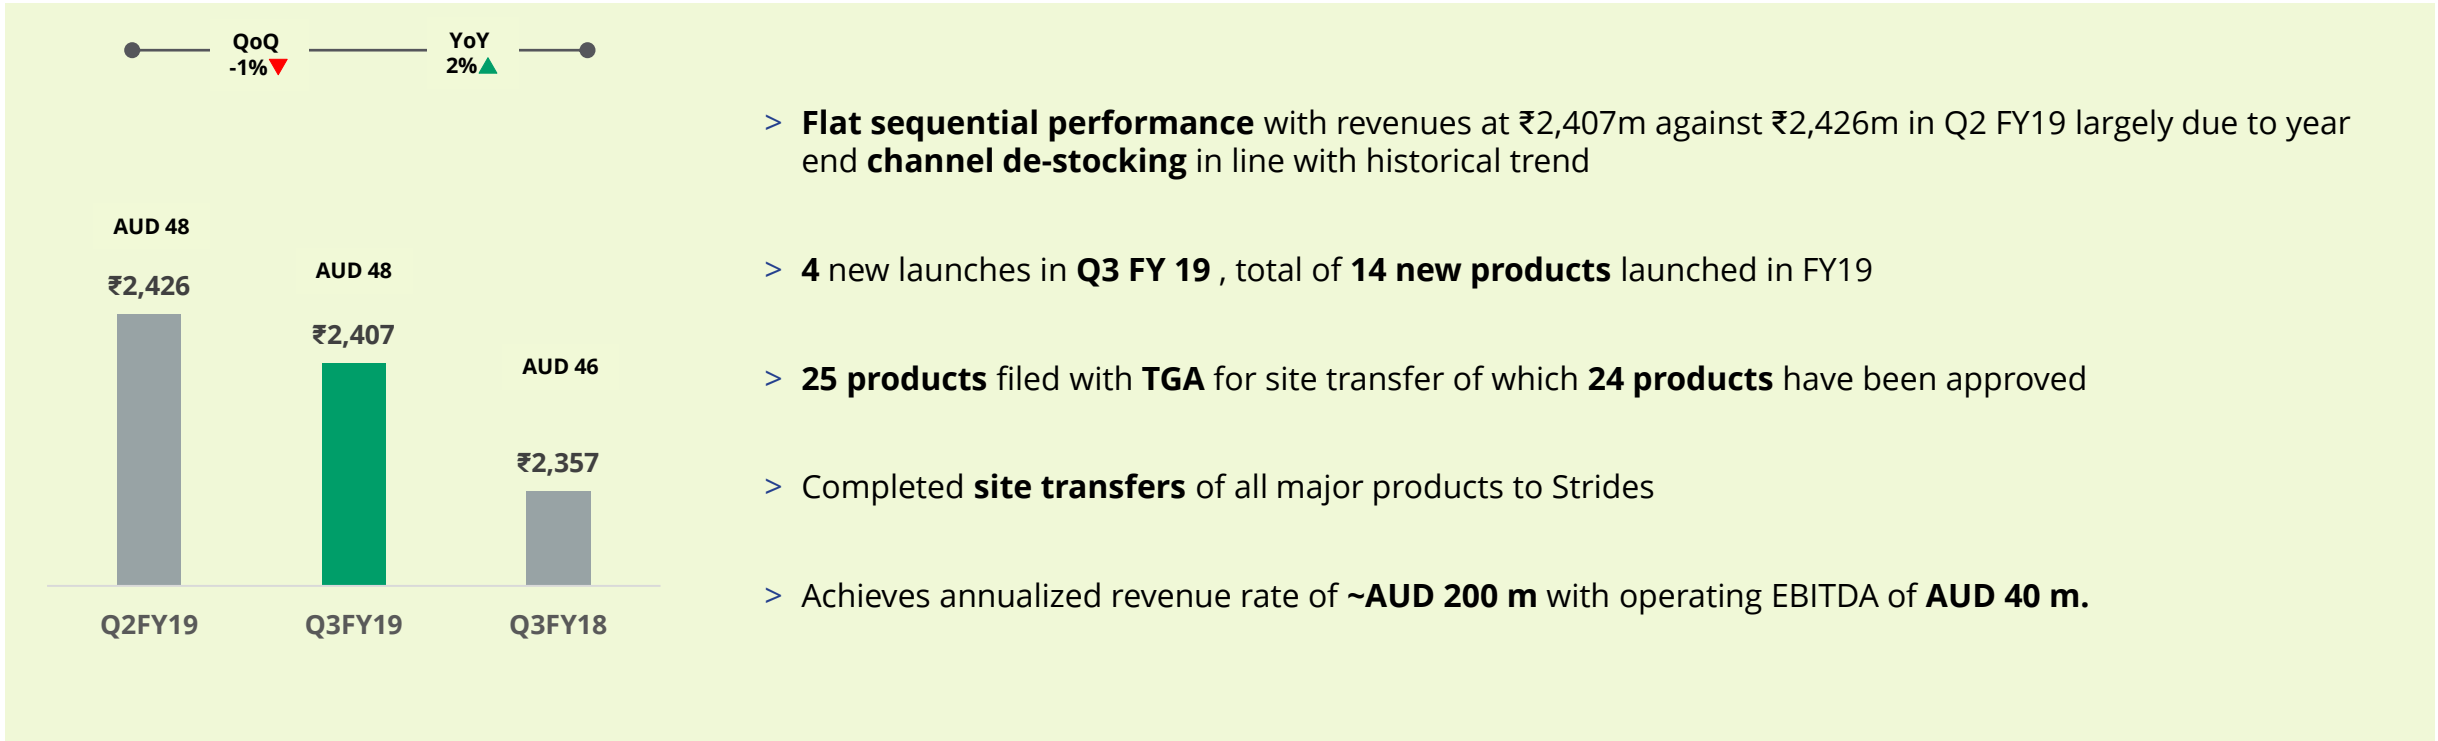 QoQ
-1%
YoY
2%
AUD 48
₹2,426
AUD 48
₹2,407
AUD 46
₹2,357
Q2FY19
Q3FY19
Q3FY18
> Flat sequential performance with revenues at ₹2,407m against ₹2,426m in Q2 FY19 largely due to year
end channel de-stocking in line with historical trend
> 4 new launches in Q3 FY 19 , total of 14 new products launched in FY19
> 25 products filed with TGA for site transfer of which 24 products have been approved
> Completed site transfers of all major products to Strides
> Achieves annualized revenue rate of ~AUD 200 m with operating EBITDA of AUD 40 m.